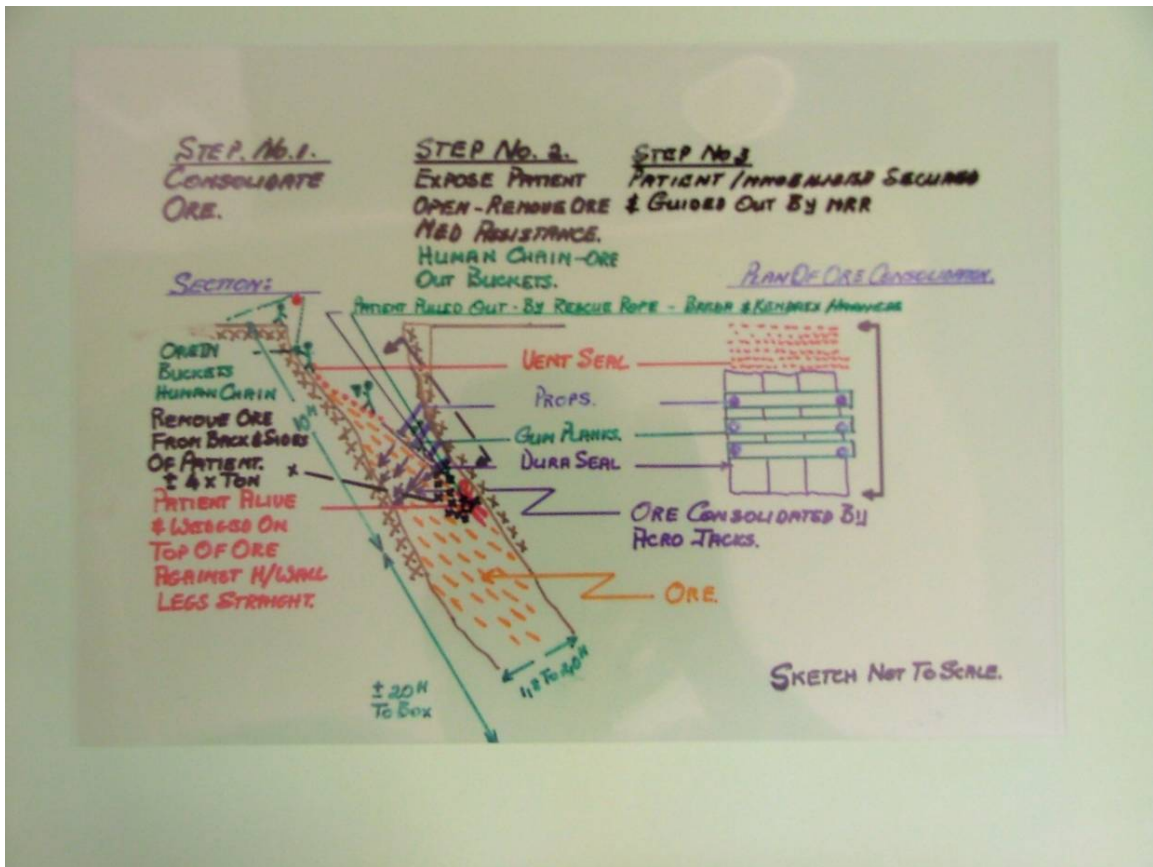 STEP. No.1.
CONSOLIDATE
ORE.
STEP No. 2.
EXPOSE PATIENT
OPEN - REMOVE ORE
MED ASSISTANCE.
HUMAN CHAIN - ORE
OUT BUCKETS.
STEP No 3
PATIENT IMMOBILISED SECURED
& GUIDED OUT BY MRR
SECTION:
PLAN OF ORE CONSOLIDATION.
PATIENT PULLED OUT - BY RESCUE ROPE - & HARNESS
ORE IN
BUCKETS
HUMAN CHAIN
REMOVE ORE
FROM BACK & SIDES
OF PATIENT.
± 4 X TON
PATIENT ALIVE
& WEDGED ON
TOP OF ORE
AGAINST H/WALL
LEGS STRAIGHT.
10M
± 20M
TO BOX
VENT SEAL
PROPS.
GUM PLANKS.
DURA SEAL
ORE CONSOLIDATED BY
ACRO JACKS.
ORE.
SKETCH NOT TO SCALE.